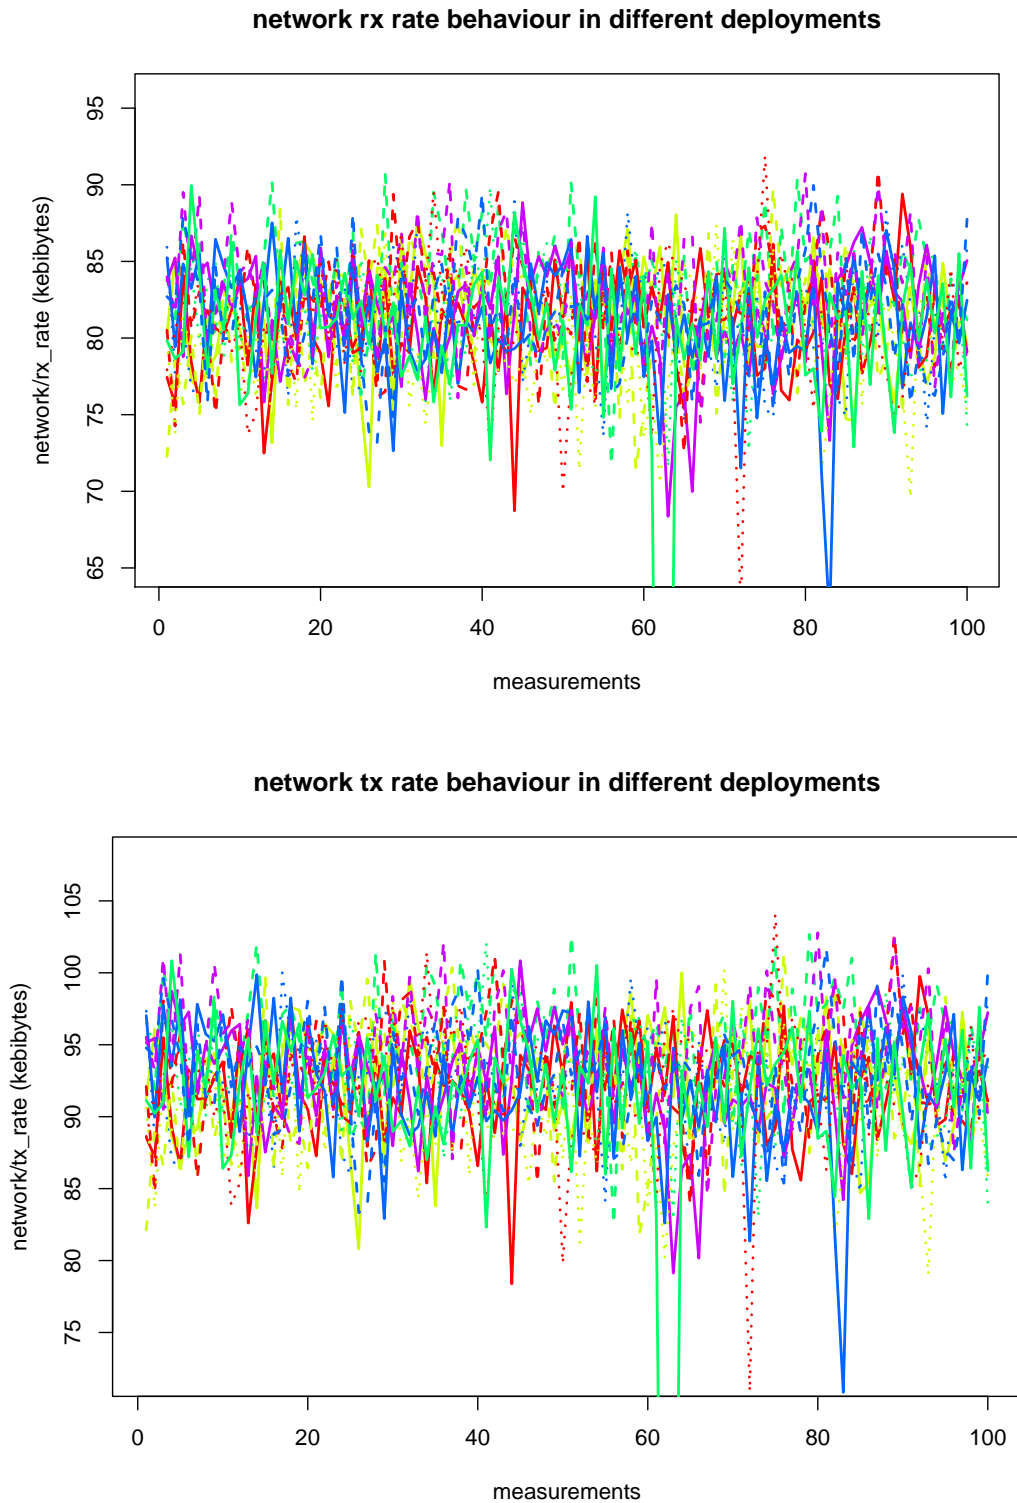 network rx rate behaviour in different deployments
95
90
85
80
75
70
65
network/rx_rate (kebibytes)
0 20 40 60 80 100
measurements
network tx rate behaviour in different deployments
105
100
95
90
85
80
75
network/tx_rate (kebibytes)
0 20 40 60 80 100
measurements